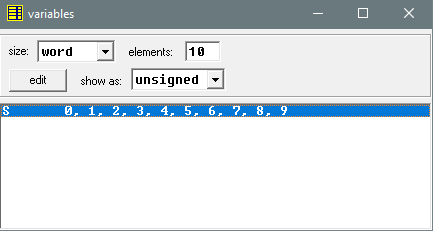 variables
size: word elements: 10
edit show as: unsigned
S 0, 1, 2, 3, 4, 5, 6, 7, 8, 9